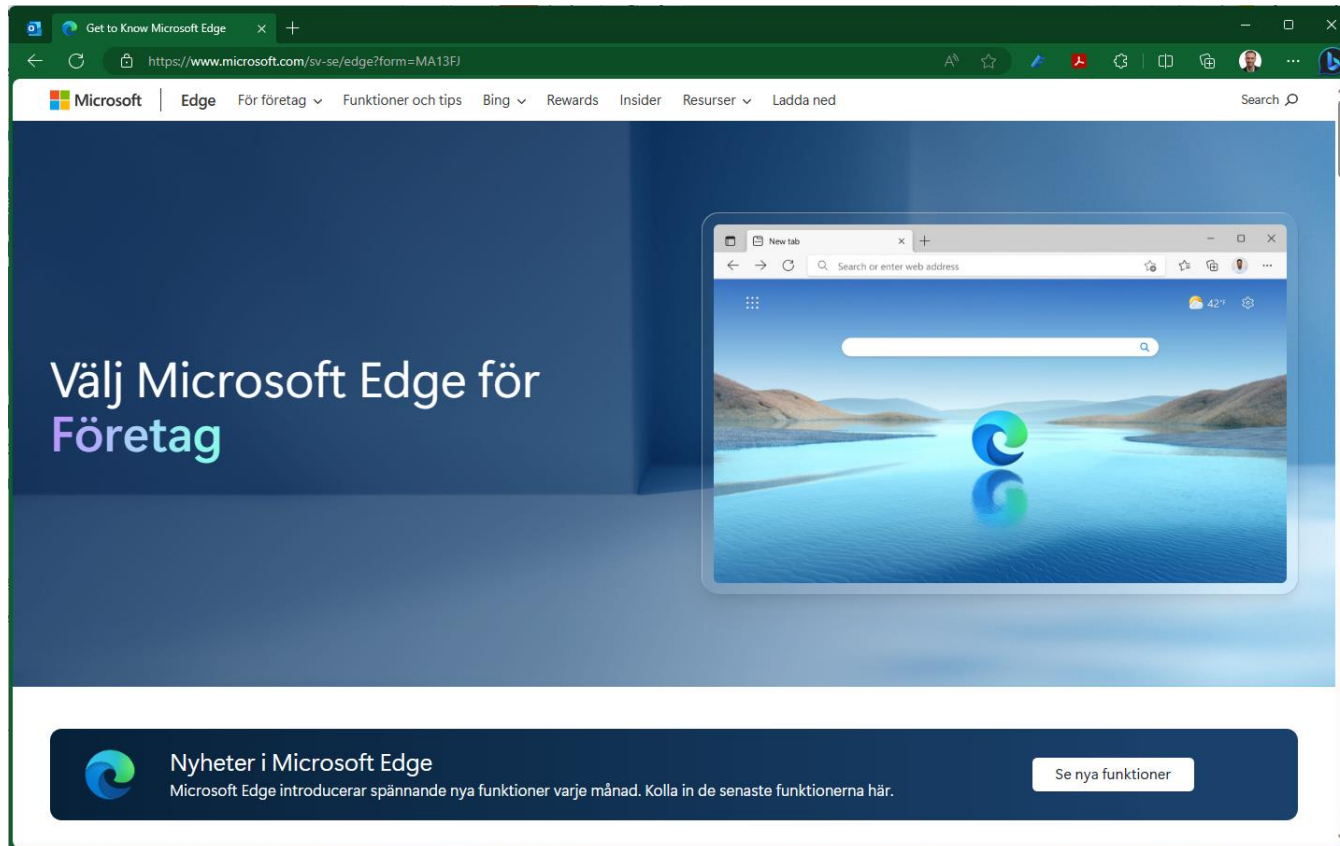 Get to Know Microsoft Edge
https://www.microsoft.com/sv-se/edge?form=MA13FJ
Microsoft Edge För företag Funktioner och tips Bing Rewards Insider Resurser Ladda ned Search
New tab
Search or enter web address
42°F
Välj Microsoft Edge för
Företag
Nyheter i Microsoft Edge
Microsoft Edge introducerar spännande nya funktioner varje månad. Kolla in de senaste funktionerna här.
Se nya funktioner